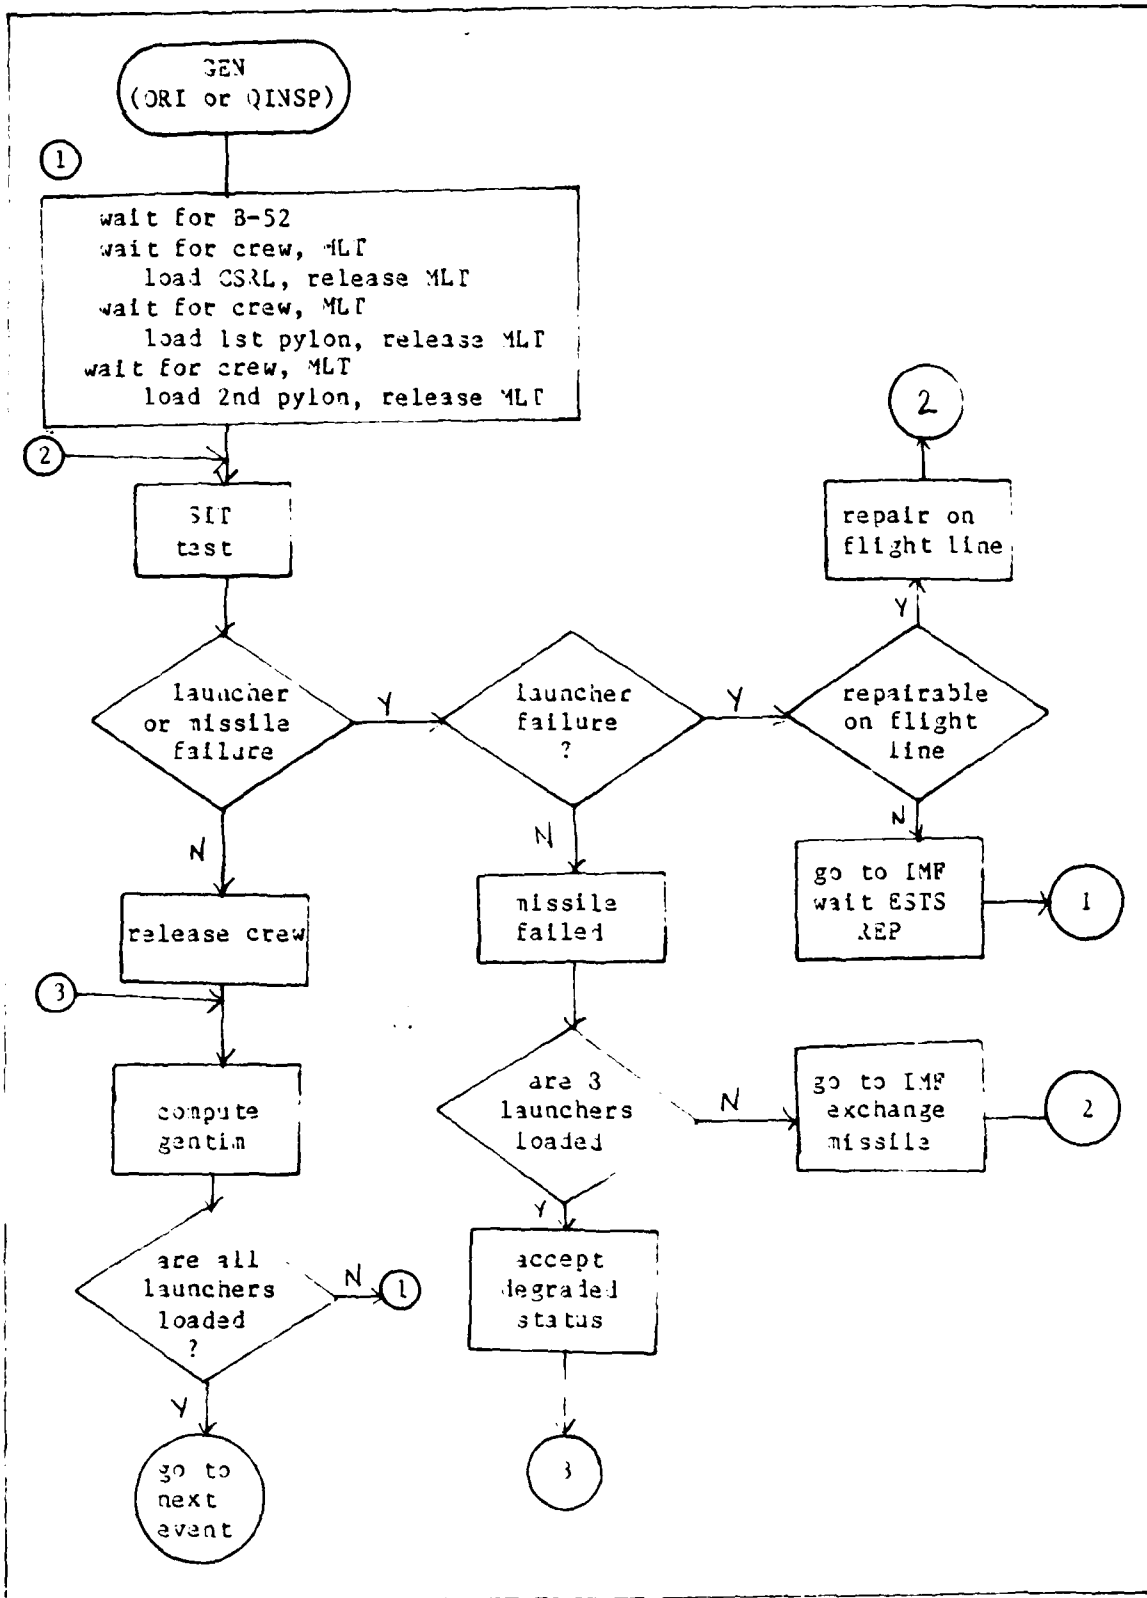 GEN
(ORI or QINSP)
1
wait for B-52
wait for crew, MLT
load CSRL, release MLT
wait for crew, MLT
load 1st pylon, release MLT
wait for crew, MLT
load 2nd pylon, release MLT
2
2
SIT
test
repair on
flight line
Y
launcher
or missile
failure
Y
launcher
failure
?
Y
repairable
on flight
line
N
N
N
release crew
missile
failed
go to IMF
wait ESTS
REP
1
3
compute
gentim
are 3
launchers
loaded
N
go to IMF
exchange
missile
2
Y
are all
launchers
loaded
?
N
1
accept
degraded
status
Y
go to
next
event
3